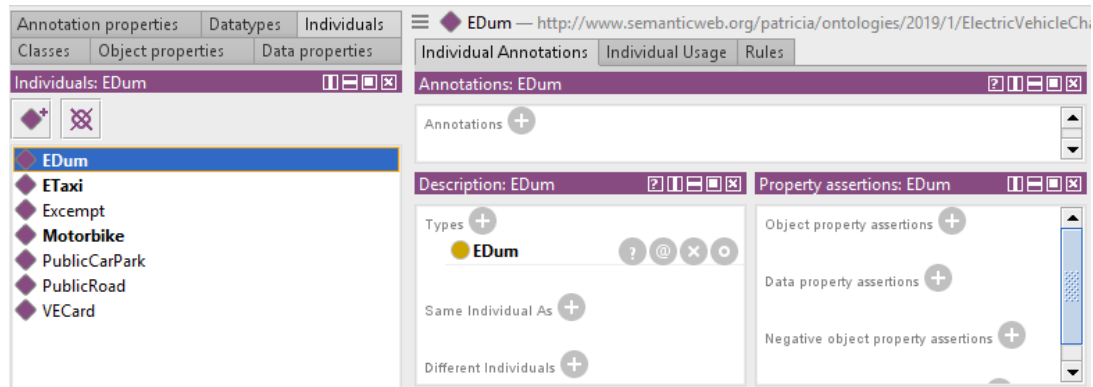 Annotation properties Datatypes Individuals
Classes Object properties Data properties
Individuals: EDum
EDum
ETaxi
Excempt
Motorbike
PublicCarPark
PublicRoad
VECard
EDum — http://www.semanticweb.org/patricia/ontologies/2019/1/ElectricVehicleCha
Individual Annotations Individual Usage Rules
Annotations: EDum
Annotations
Description: EDum
Types
EDum
Same Individual As
Different Individuals
Property assertions: EDum
Object property assertions
Data property assertions
Negative object property assertions